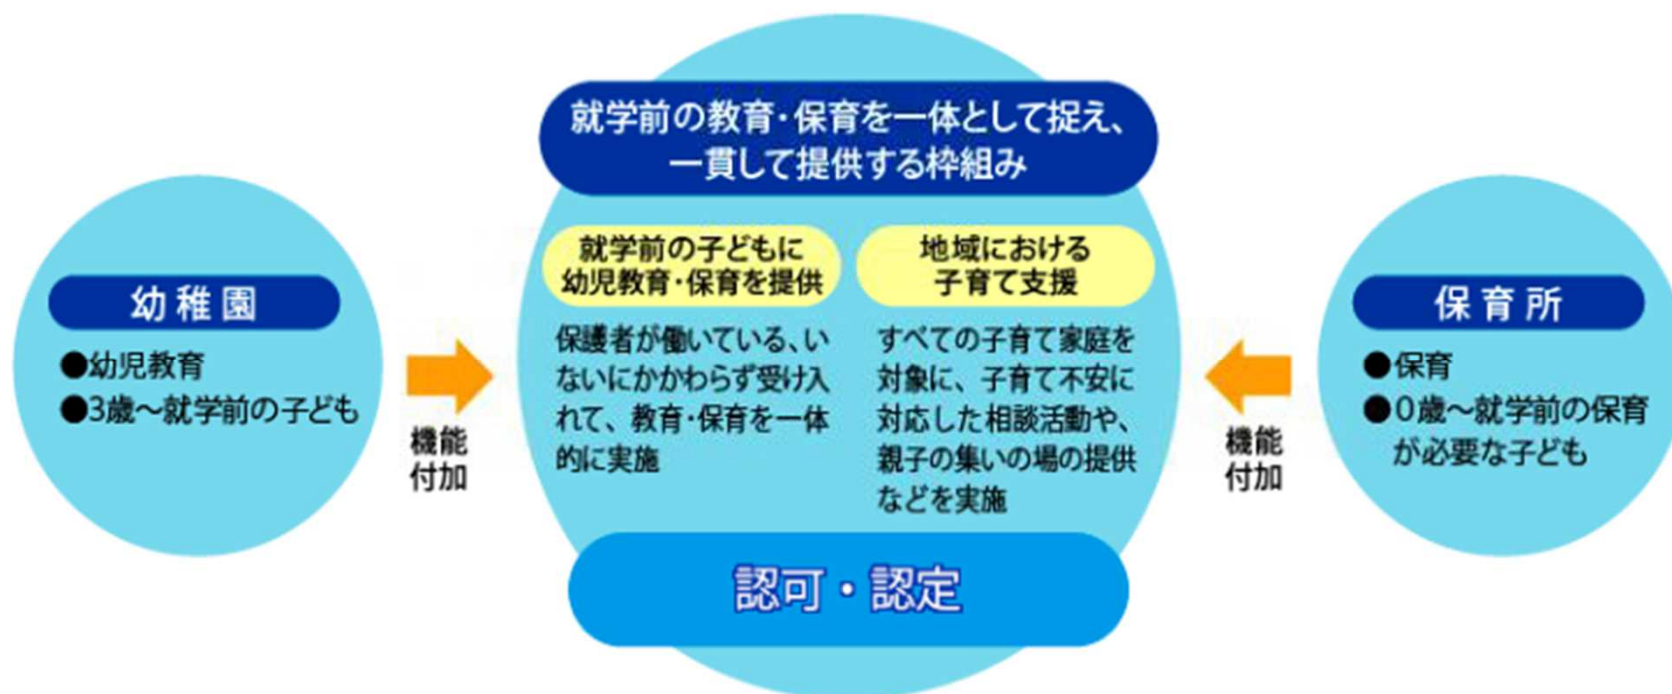 就学前の教育・保育を一体として捉え、
一貫して提供する枠組み
幼稚園
●幼児教育
●3歳～就学前の子ども
機能
付加
就学前の子どもに
幼児教育・保育を提供
保護者が働いている、い
ないにかかわらず受け入
れて、教育・保育を一体
的に実施
地域における
子育て支援
すべての子育て家庭を
対象に、子育て不安に
対応した相談活動や、
親子の集いの場の提供
などを実施
認可・認定
機能
付加
保育所
●保育
●0歳～就学前の保育
が必要な子ども